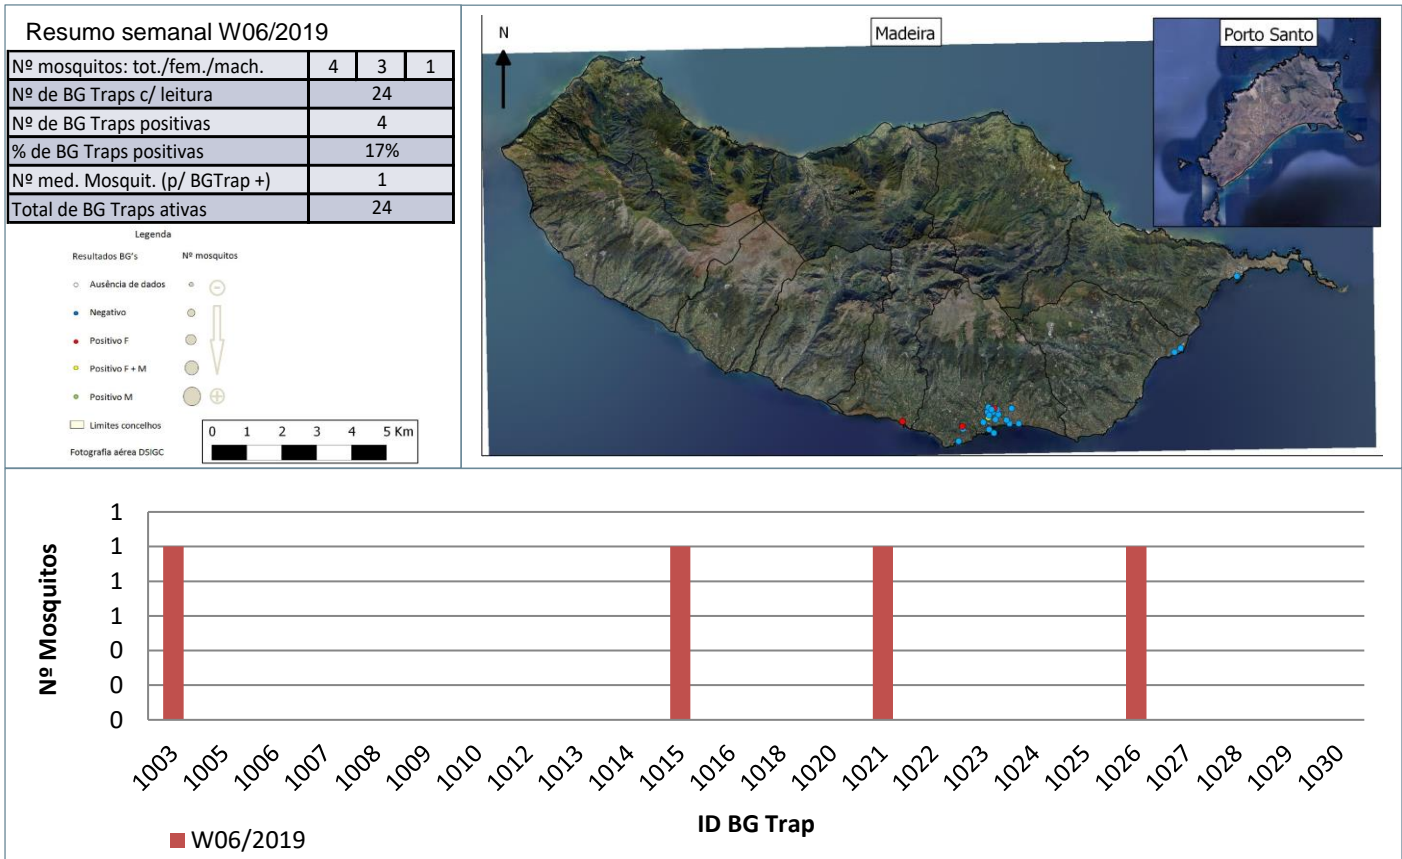 Resumo semanal W06/2019
Nº mosquitos: tot./fem./mach. 4 3 1
Nº de BG Traps c/ leitura 24
Nº de BG Traps positivas 4
% de BG Traps positivas 17%
Nº med. Mosquit. (p/ BGTrap +) 1
Total de BG Traps ativas 24
Legenda
Resultados BG's Nº mosquitos
Ausência de dados
Negativo
Positivo F
Positivo F + M
Positivo M
Limites concelhos
Fotografia aérea DSIGC
0 1 2 3 4 5 Km
N
Madeira
Porto Santo
Nº Mosquitos
1
1
1
1
0
0
0
1003 1005 1006 1007 1008 1009 1010 1012 1013 1014 1015 1016 1018 1020 1021 1022 1023 1024 1025 1026 1027 1028 1029 1030
ID BG Trap
W06/2019